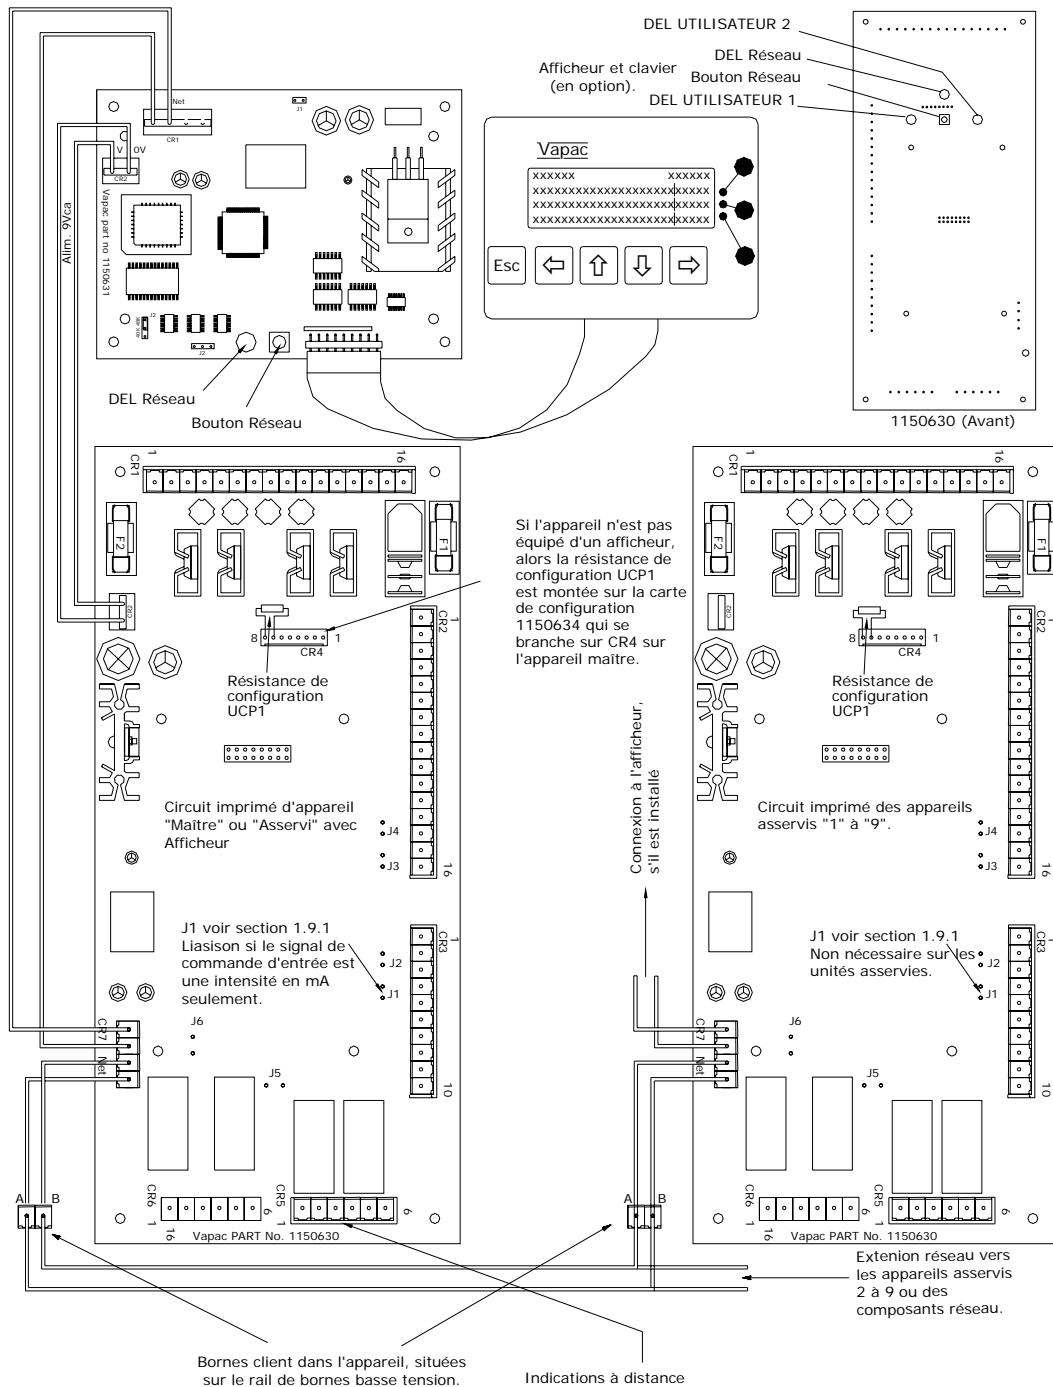 DEL UTILISATEUR 2
DEL Réseau
Afficheur et clavier
(en option).
Bouton Réseau
DEL UTILISATEUR 1
Net
J1
CR1
V 0V
CR2
Alim. 9Vca
Vapac part no 1150631
Vapac
XXXXXX XXXXXX
XXXXXXXXXXXXXXXXXXXXX
XXXXXXXXXXXXXXXXXXXXX
XXXXXXXXXXXXXXXXXXXXX
Esc
J2
J2
DEL Réseau
Bouton Réseau
1150630 (Avant)
CR1
1
16
F2
F1
CR2
CR2
1
8
1
CR4
Résistance de
configuration
UCP1
Si l'appareil n'est pas
équipé d'un afficheur,
alors la résistance de
configuration UCP1
est montée sur la carte
de configuration
1150634 qui se
branche sur CR4 sur
l'appareil maître.
Circuit imprimé d'appareil
"Maître" ou "Asservi" avec
Afficheur
J4
J3
16
J1 voir section 1.9.1
Liasison si le signal de
commande d'entrée est
une intensité en mA
seulement.
CR3
1
J2
J1
10
CR7
Net
J6
J5
A
B
CR6
1
16
6
CR5
1
6
Vapac PART No. 1150630
CR1
1
16
F2
F1
CR2
CR2
1
8
1
CR4
Résistance de
configuration
UCP1
Connexion à l'afficheur,
s'il est installé
Circuit imprimé des appareils
asservis "1" à "9".
J4
J3
16
J1 voir section 1.9.1
Non nécessaire sur les
unités asservies.
CR3
1
J2
J1
10
CR7
Net
J6
J5
A
B
CR6
1
16
6
CR5
1
6
Vapac PART No. 1150630
Extenion réseau vers
les appareils asservis
2 à 9 ou des
composants réseau.
Bornes client dans l'appareil, situées
sur le rail de bornes basse tension.
Indications à distance